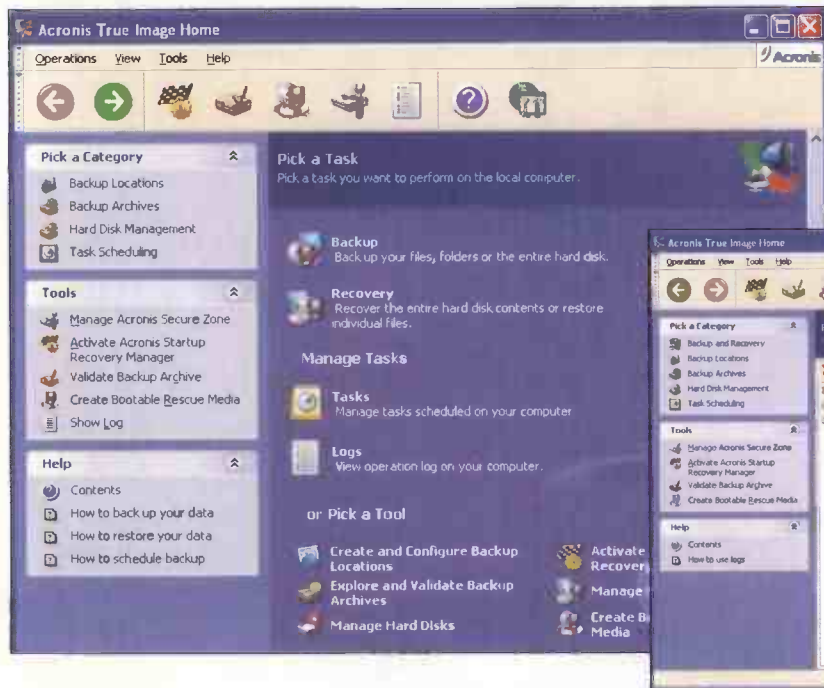 Acronis True Image Home
Operations View Tools Help
Acronis
Pick a Category
Backup Locations
Backup Archives
Hard Disk Management
Task Scheduling
Tools
Manage Acronis Secure Zone
Activate Acronis Startup
Recovery Manager
Validate Backup Archive
Create Bootable Rescue Media
Show Log
Help
Contents
How to back up your data
How to restore your data
How to schedule backup
Pick a Task
Pick a task you want to perform on the local computer.
Backup
Back up your files, folders or the entire hard disk.
Recovery
Recover the entire hard disk contents or restore
individual files.
Manage Tasks
Tasks
Manage tasks scheduled on your computer
Logs
View operation log on your computer.
or Pick a Tool
Create and Configure Backup
Locations
Explore and Validate Backup
Archives
Manage Hard Disks
Activate
Recover
Manage
Create B
Media
Acronis True Image Home
Operations View Tools Help
Pick a Category
Backup and Recovery
Backup Locations
Backup Archives
Hard Disk Management
Task Scheduling
Tools
Manage Acronis Secure Zone
Activate Acronis Startup
Recovery Manager
Validate Backup Archive
Create Bootable Rescue Media
Help
Contents
How to use logs